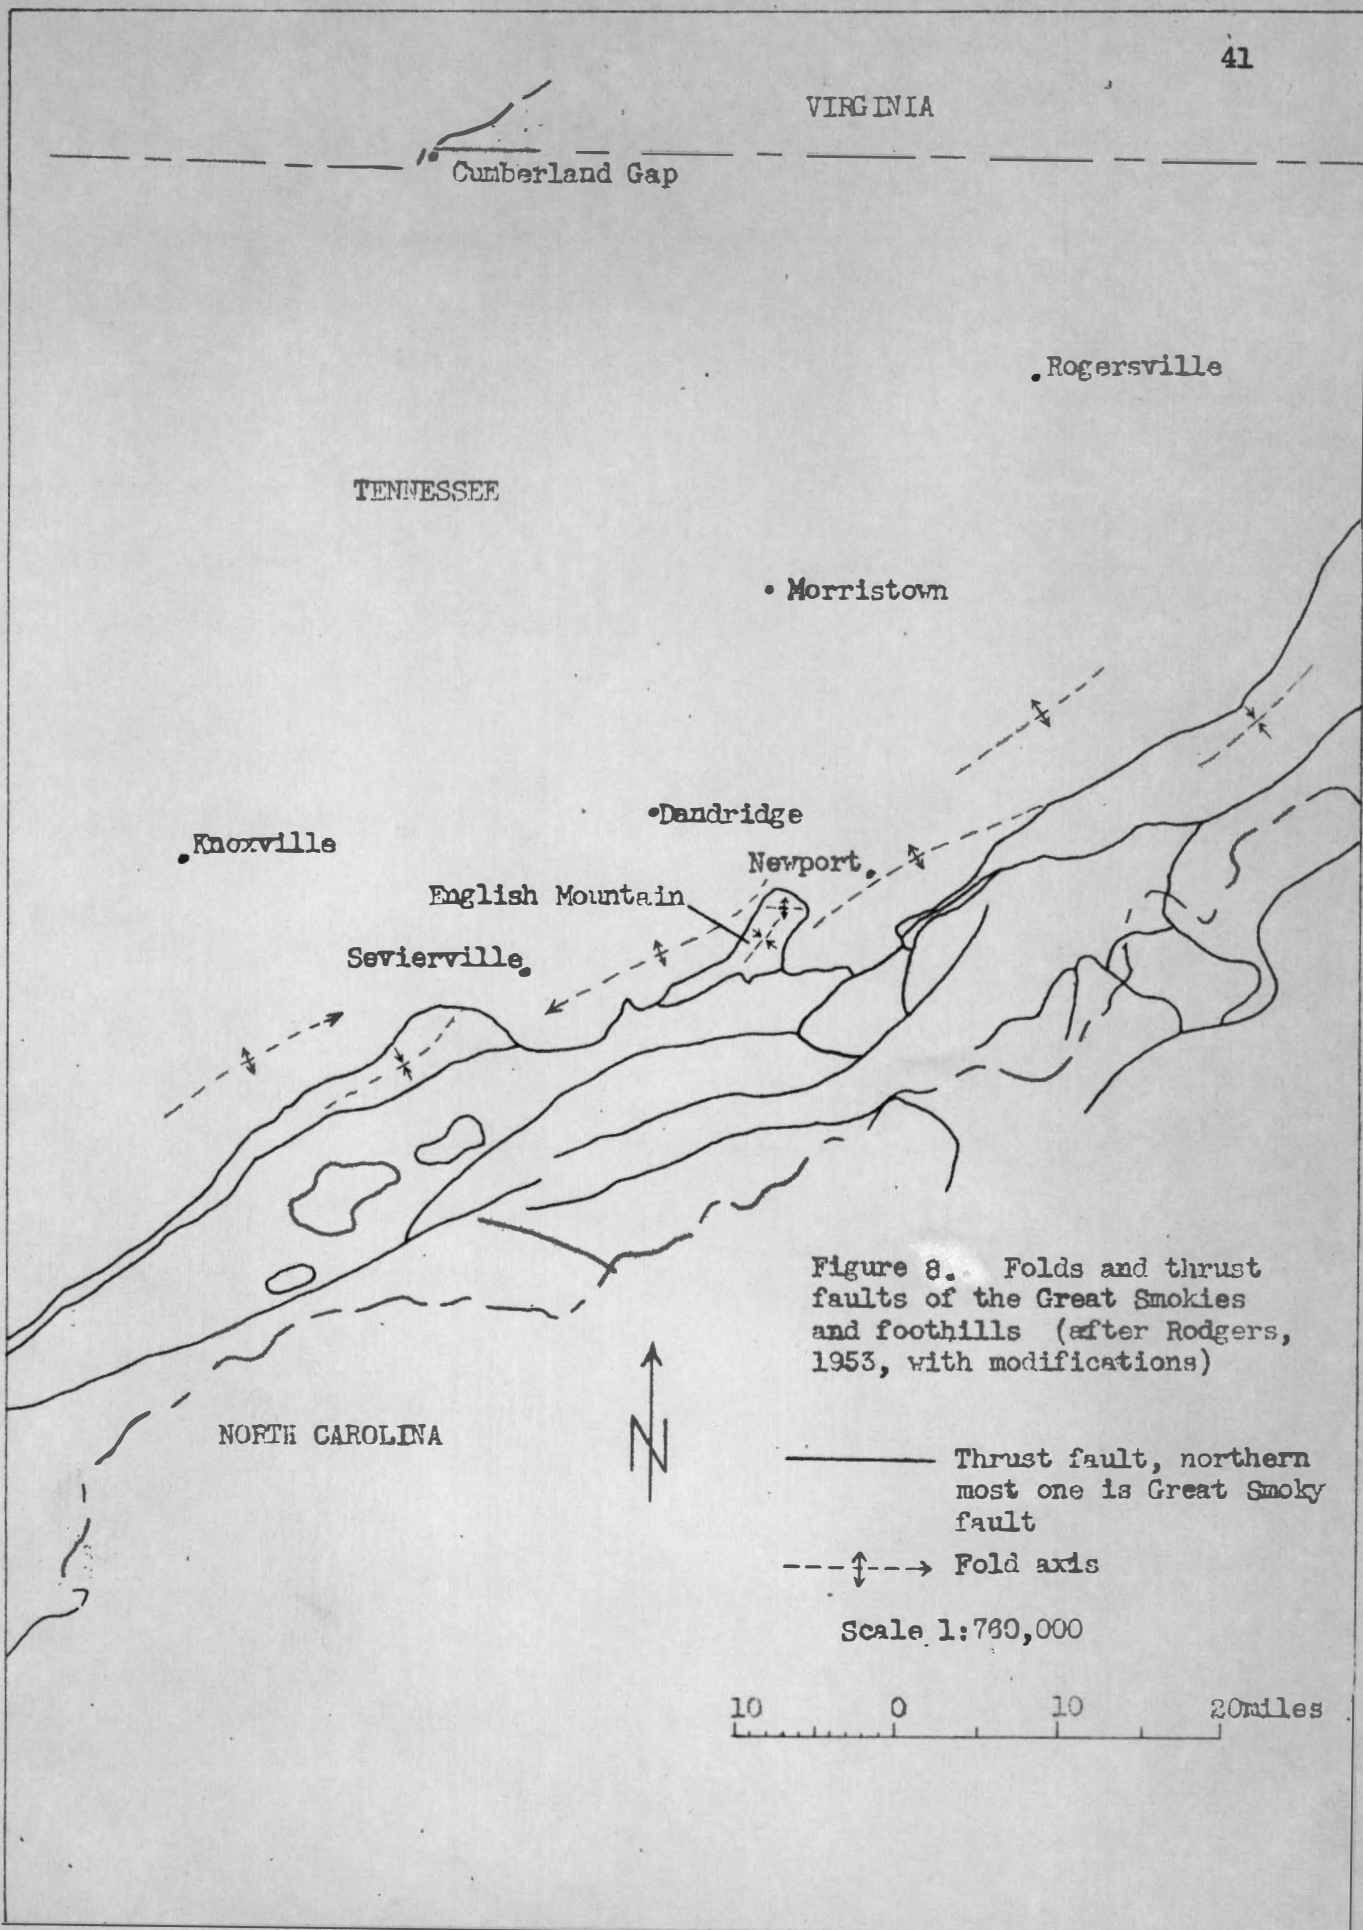 41
VIRGINIA
Cumberland Gap
Rogersville
TENNESSEE
Morristown
Dandridge
Knoxville
Newport
English Mountain
Sevierville
Figure 8. Folds and thrust
faults of the Great Smokies
and foothills (after Rodgers,
1953, with modifications)
NORTH CAROLINA
N
Thrust fault, northern
most one is Great Smoky
fault
Fold axis
Scale 1:760,000
10 0 10 20miles